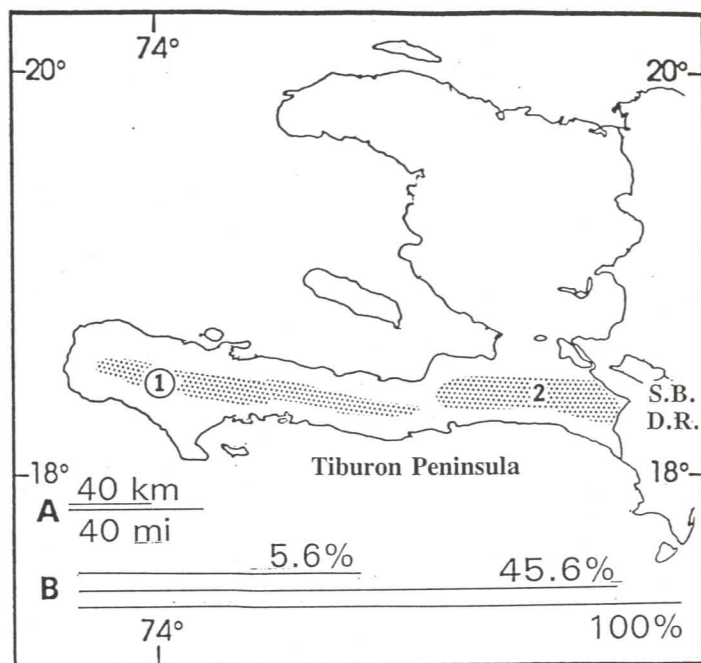 74°
20° 20°
1 2
S.B.
D.R.
Tiburon Peninsula
18° 18°
A 40 km
40 mi
5.6%
B 45.6%
100%
74°